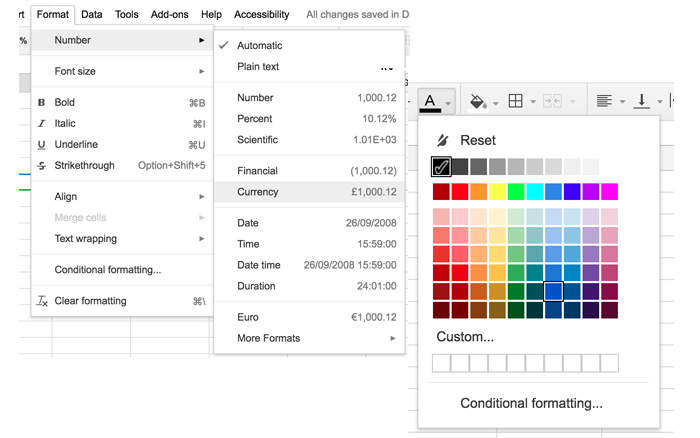 rt Format Data Tools Add-ons Help Accessibility All changes saved in D
%
Number
Font size
Bold ⌘B
Italic ⌘I
Underline ⌘U
Strikethrough Option+Shift+5
Align
Merge cells
Text wrapping
Conditional formatting...
Clear formatting ⌘\
Automatic
Plain text
Number 1,000.12
Percent 10.12%
Scientific 1.01E+03
Financial (1,000.12)
Currency £1,000.12
Date 26/09/2008
Time 15:59:00
Date time 26/09/2008 15:59:00
Duration 24:01:00
Euro €1,000.12
More Formats
A
Reset
Custom...
Conditional formatting...